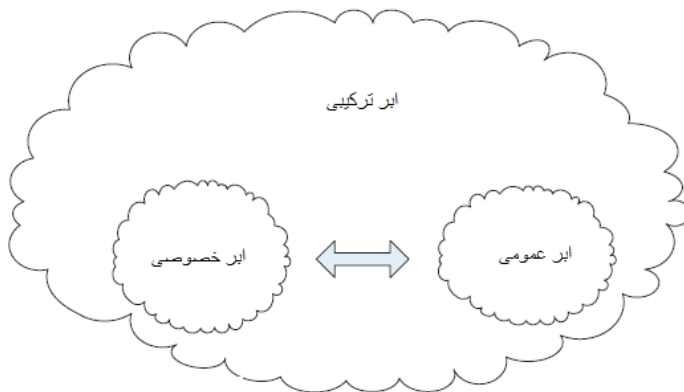 ابر ترکیبی
ابر عمومی
ابر خصوصی